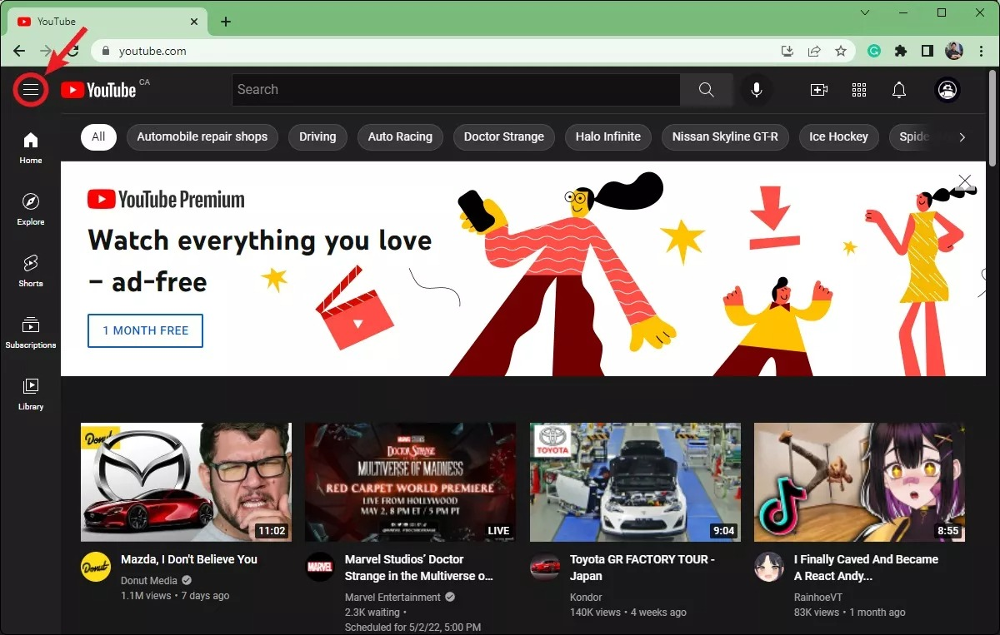 YouTube
youtube.com
YouTube CA
Search
All
Automobile repair shops
Driving
Auto Racing
Doctor Strange
Halo Infinite
Nissan Skyline GT-R
Ice Hockey
Spide
Home
Explore
Shorts
Subscriptions
Library
YouTube Premium
Watch everything you love
– ad-free
1 MONTH FREE
Donut
11:02
MARVEL STUDIOS
DOCTOR STRANGE
IN THE
MULTIVERSE OF MADNESS
RED CARPET WORLD PREMIERE
LIVE FROM HOLLYWOOD
MAY 2, 8 PM ET / 5 PM PT
LIVE
TOYOTA
9:04
8:55
Donut
Mazda, I Don't Believe You
Donut Media
1.1M views • 7 days ago
MARVEL
Marvel Studios’ Doctor
Strange in the Multiverse o...
Marvel Entertainment
2.3K waiting •
Scheduled for 5/2/22, 5:00 PM
Toyota GR FACTORY TOUR -
Japan
Kondor
140K views • 4 weeks ago
I Finally Caved And Became
A React Andy...
RainhoeVT
83K views • 1 month ago